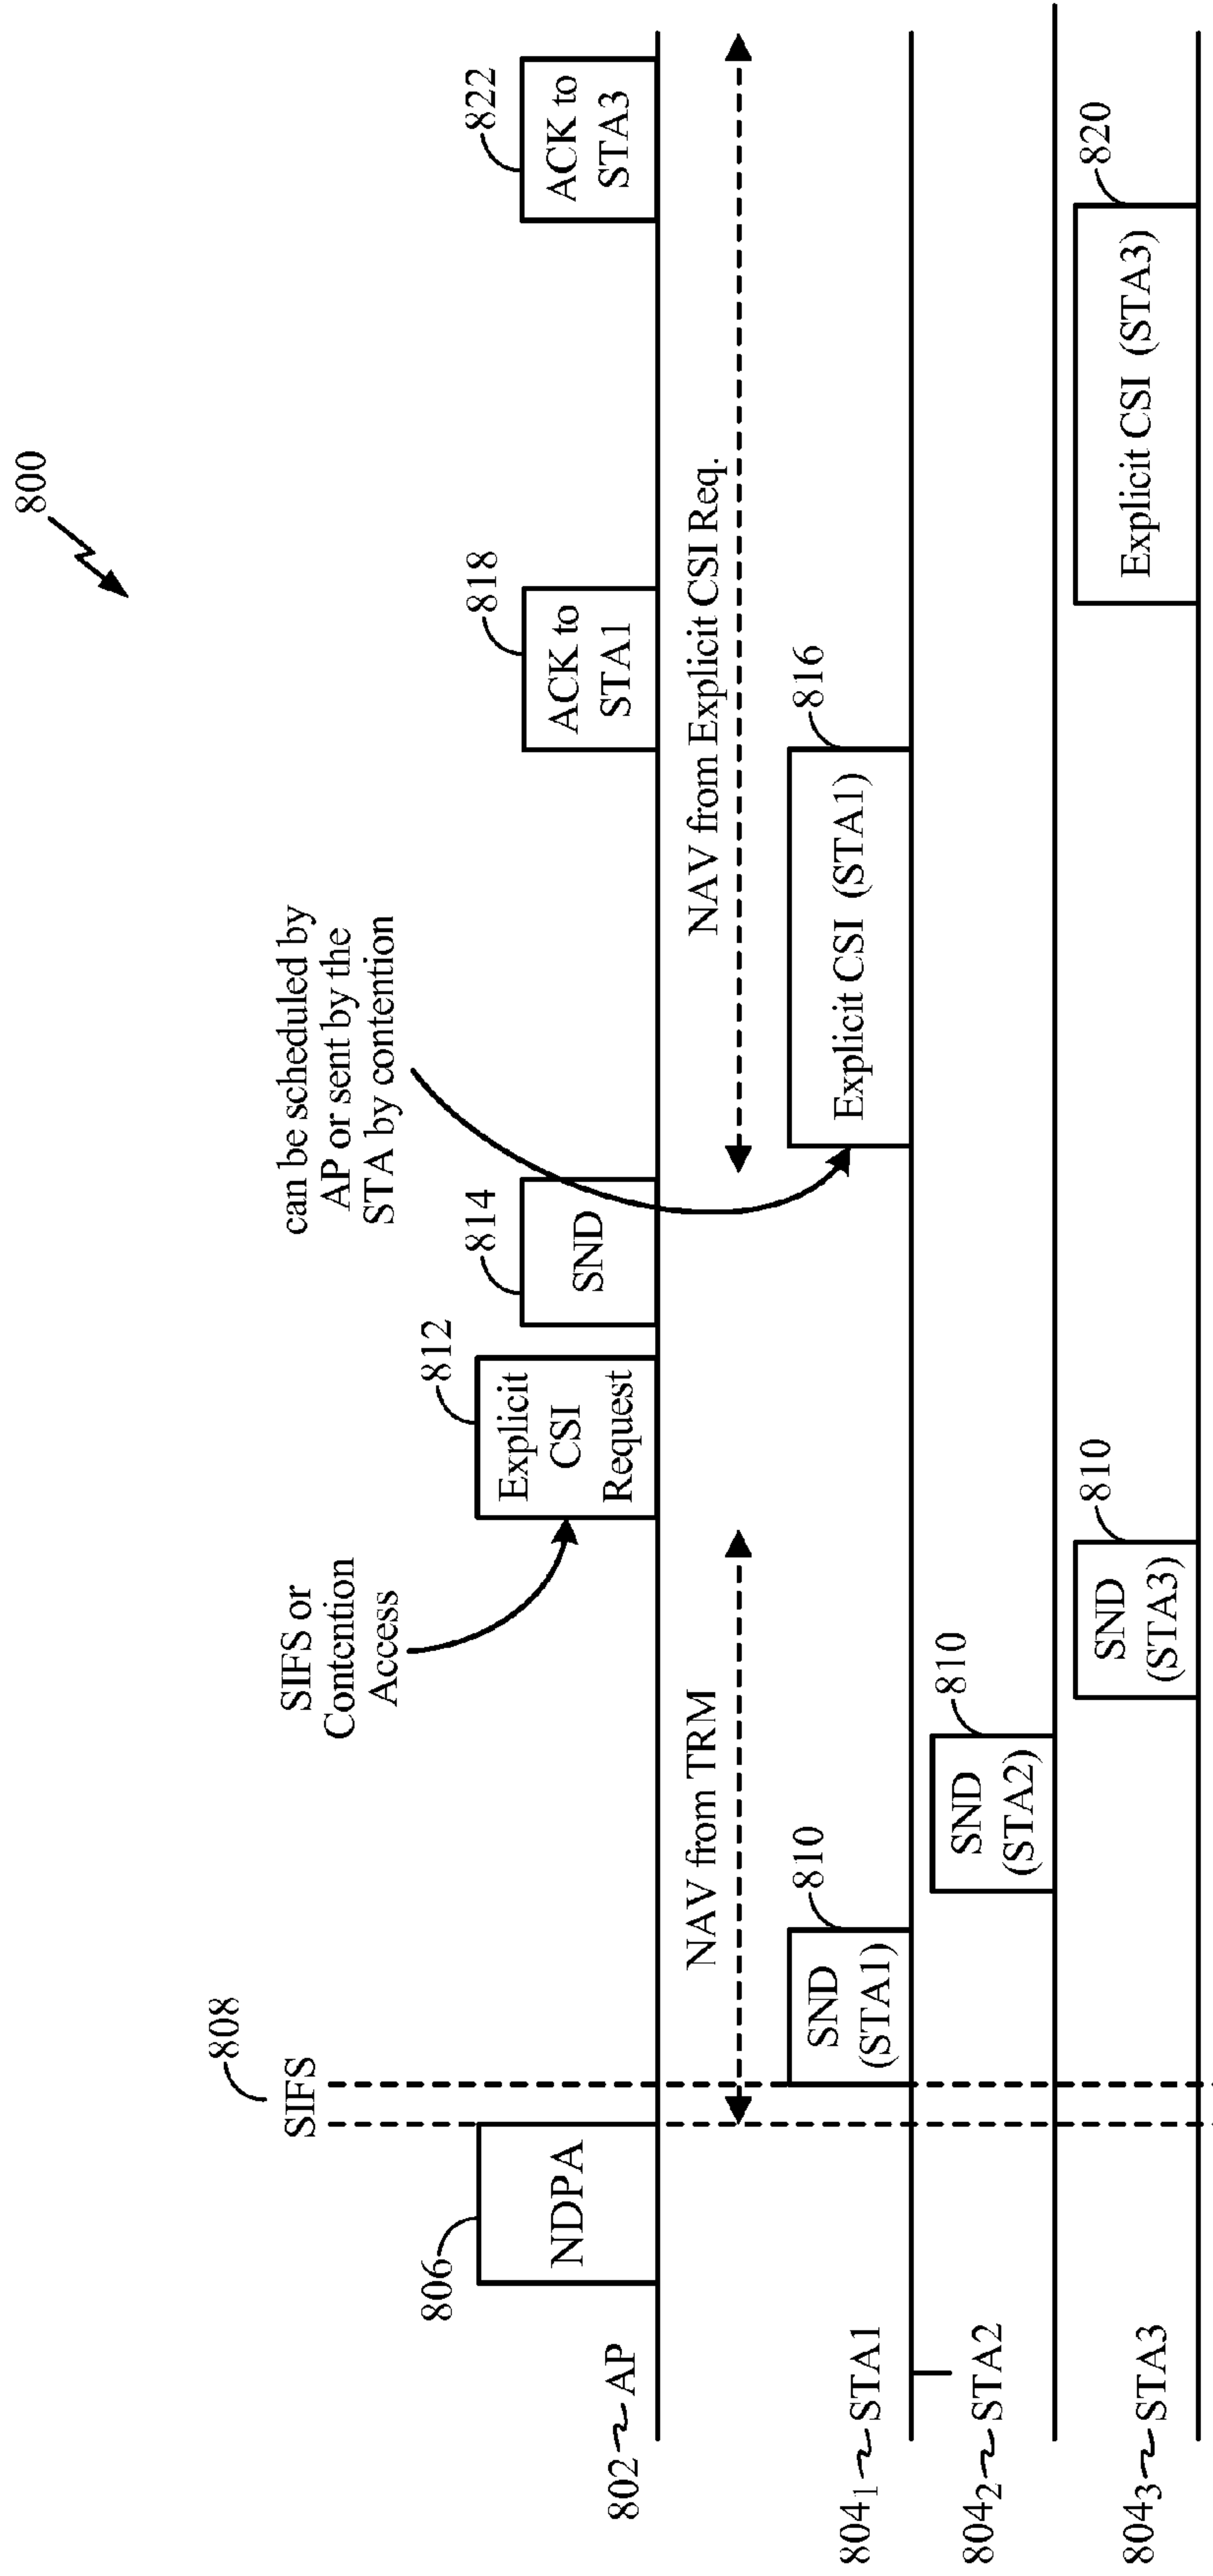 800
SIFS
808
802 AP
806
NDPA
SIFS or
Contention
Access
Explicit
CSI
Request
812
SND
814
can be scheduled by
AP or sent by the
STA by contention
ACK to
STA1
818
ACK to
STA3
822
NAV from TRM
NAV from Explicit CSI Req.
804₁ STA1
SND
(STA1)
810
Explicit CSI (STA1)
816
804₂ STA2
SND
(STA2)
810
804₃ STA3
SND
(STA3)
810
Explicit CSI (STA3)
820